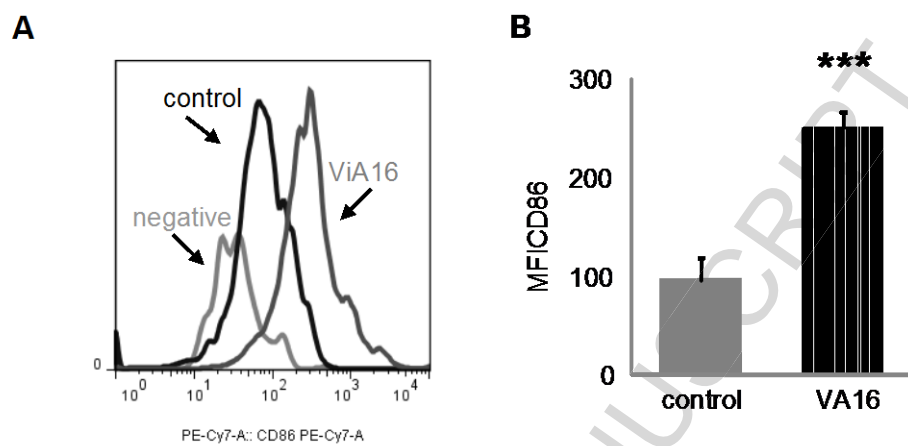 A
control
ViA16
negative
0
10^0 10^1 10^2 10^3 10^4
PE-Cy7-A:: CD86 PE-Cy7-A
B
***
300
200
100
0
MFICD86
control VA16
NUSCRIPT